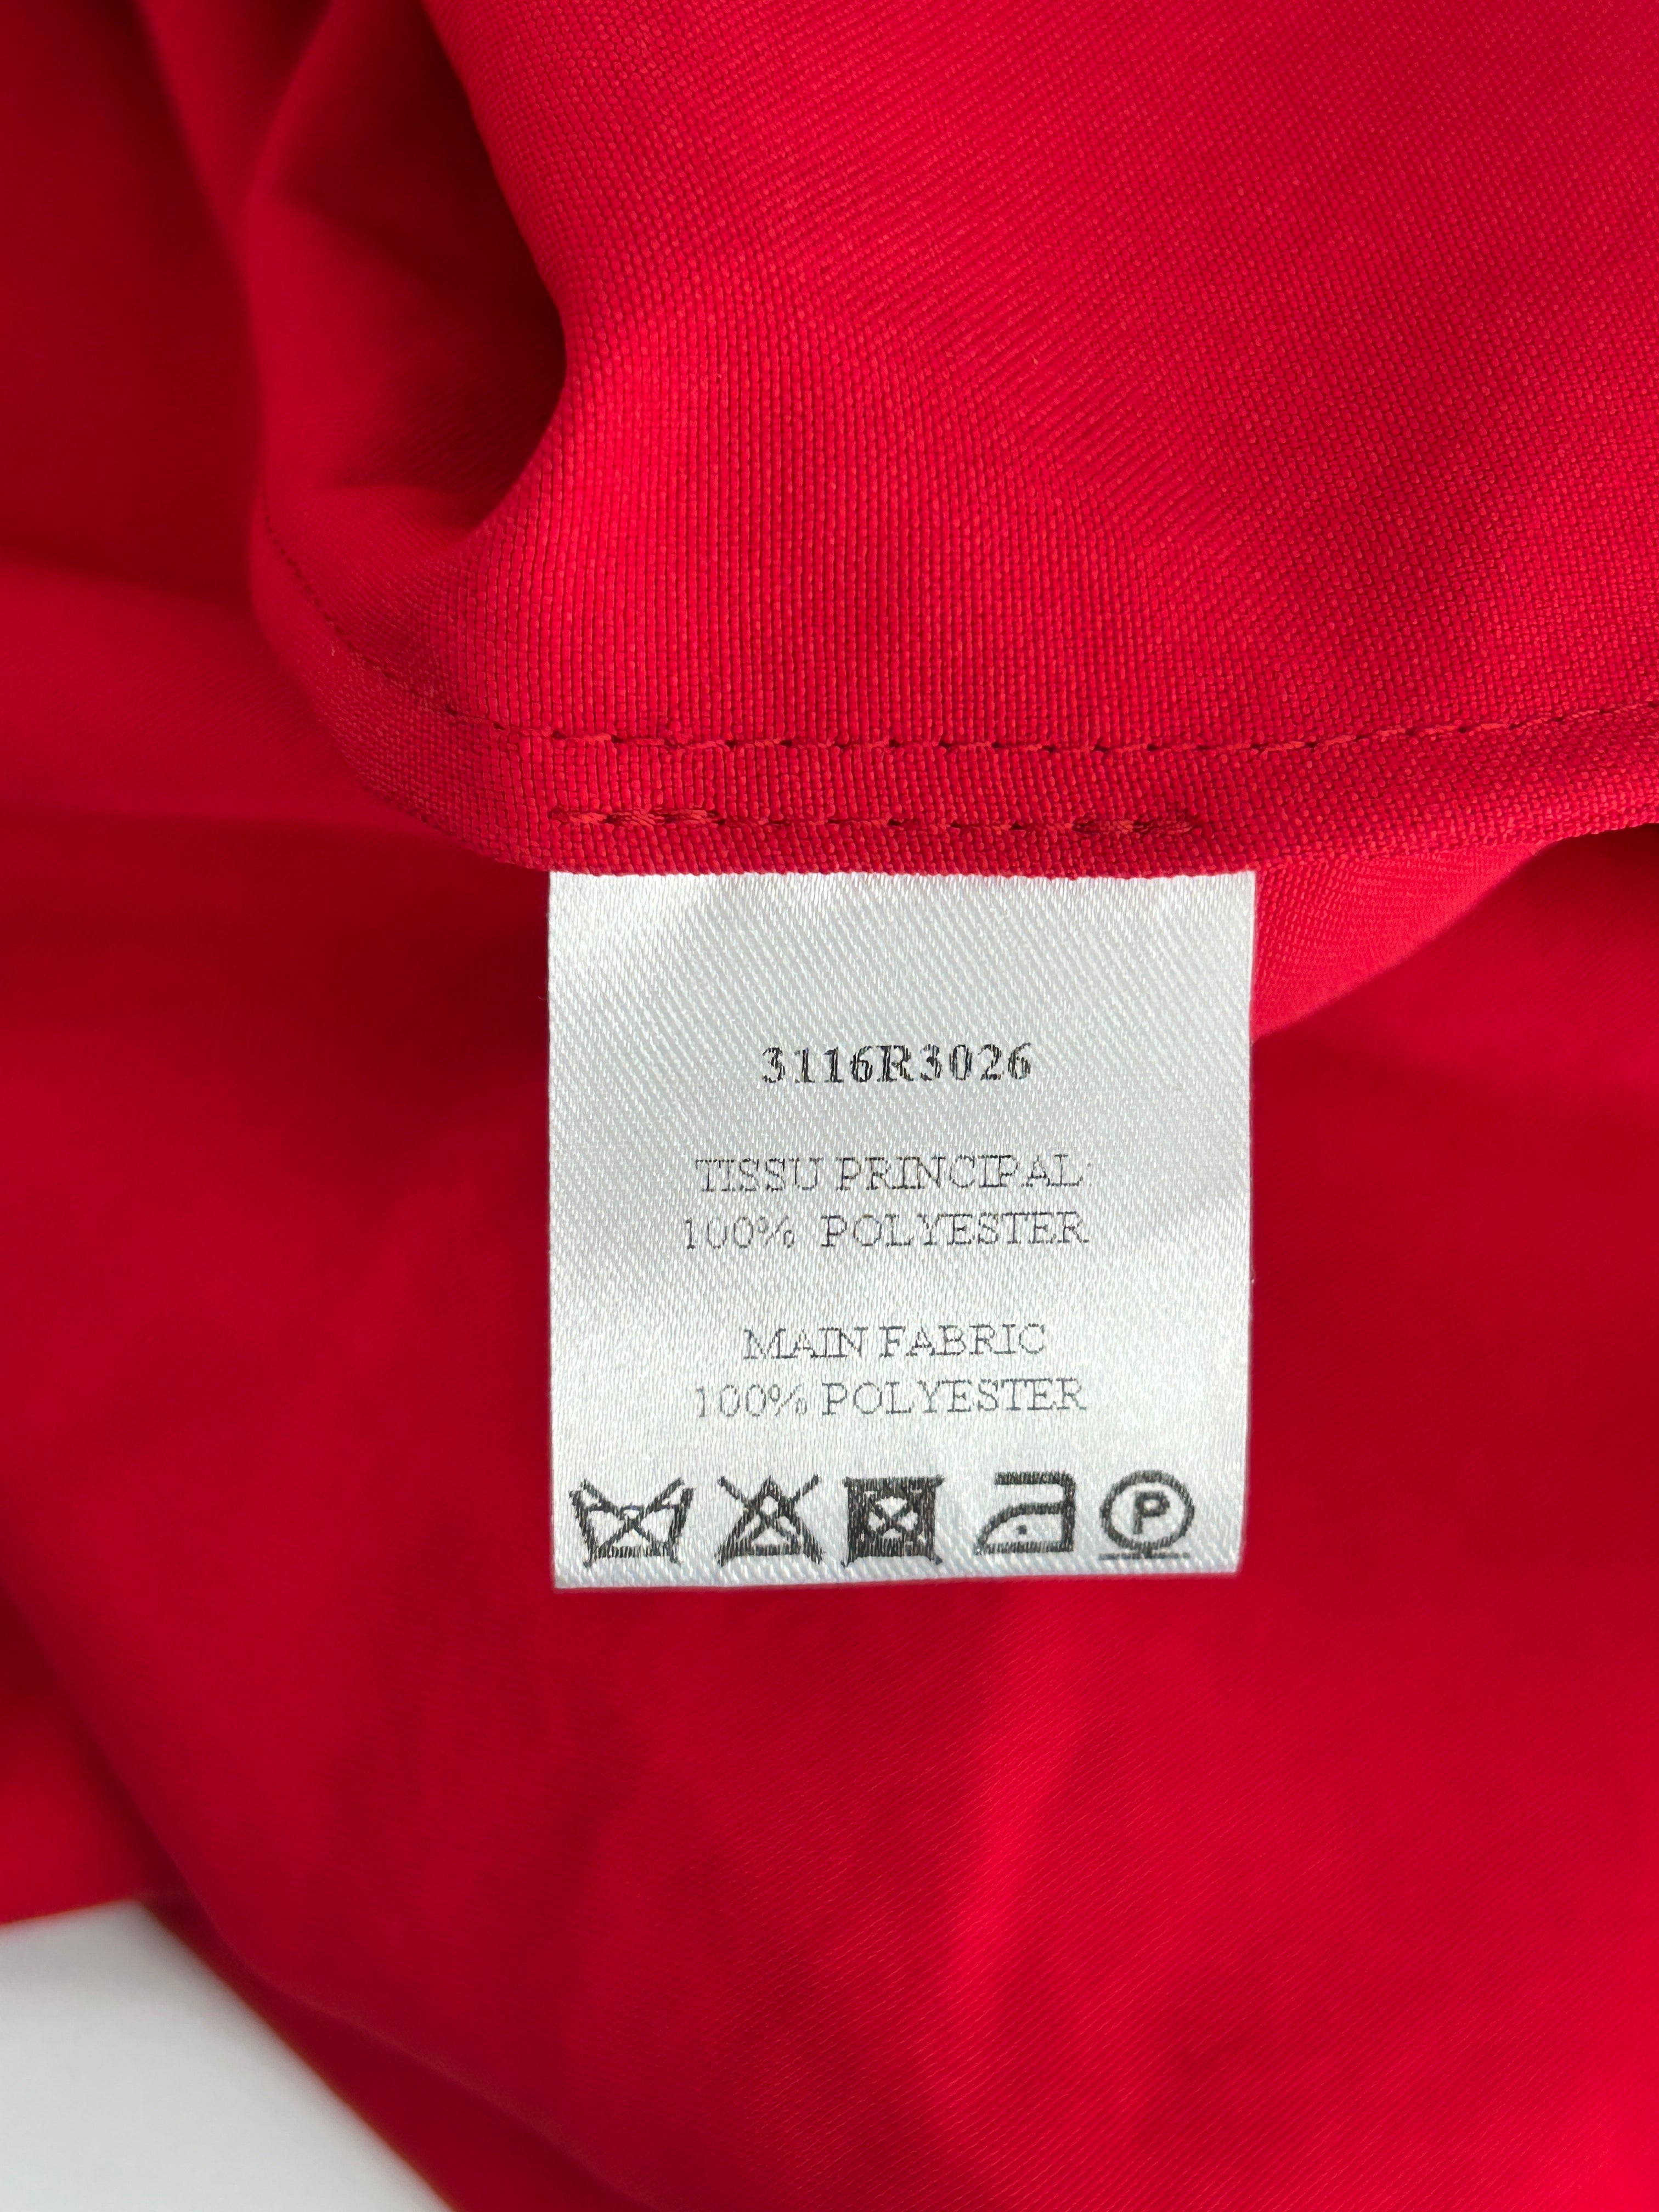 3116R3026
TISSU PRINCIPAL
100% POLYESTER
MAIN FABRIC
100% POLYESTER
P